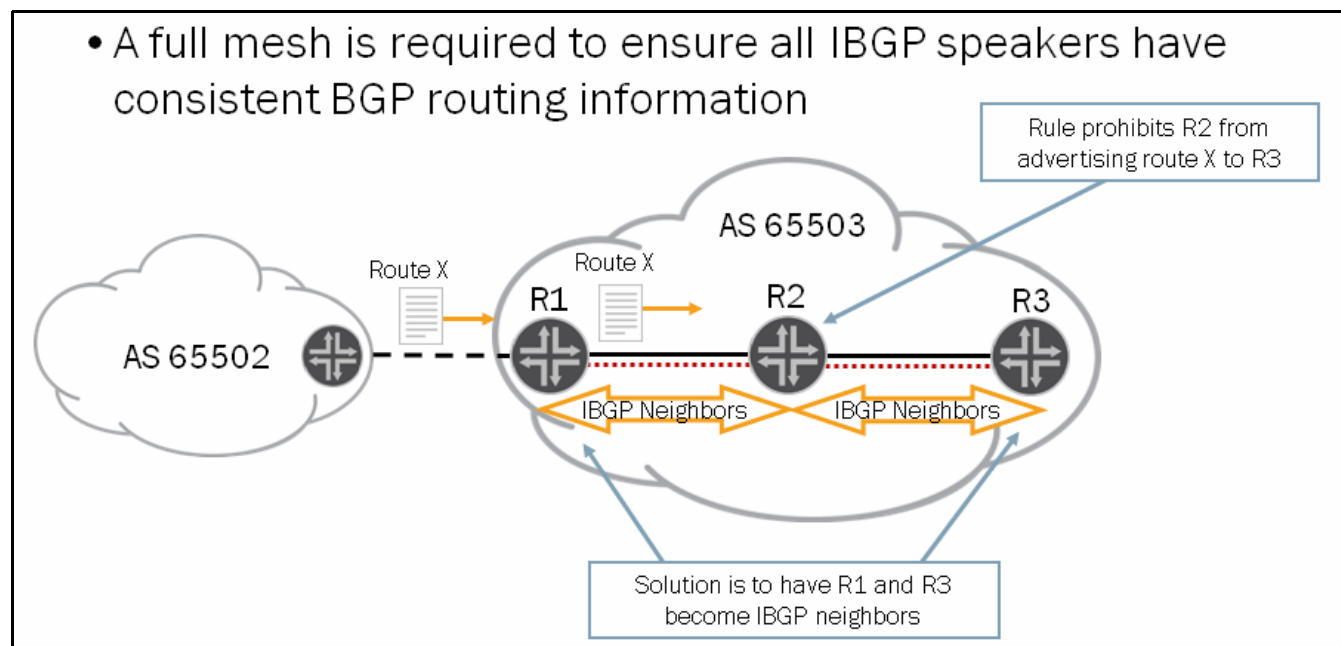 • A full mesh is required to ensure all IBGP speakers have
consistent BGP routing information
Rule prohibits R2 from
advertising route X to R3
AS 65503
Route X
Route X
R1
R2
R3
AS 65502
IBGP Neighbors
IBGP Neighbors
Solution is to have R1 and R3
become IBGP neighbors